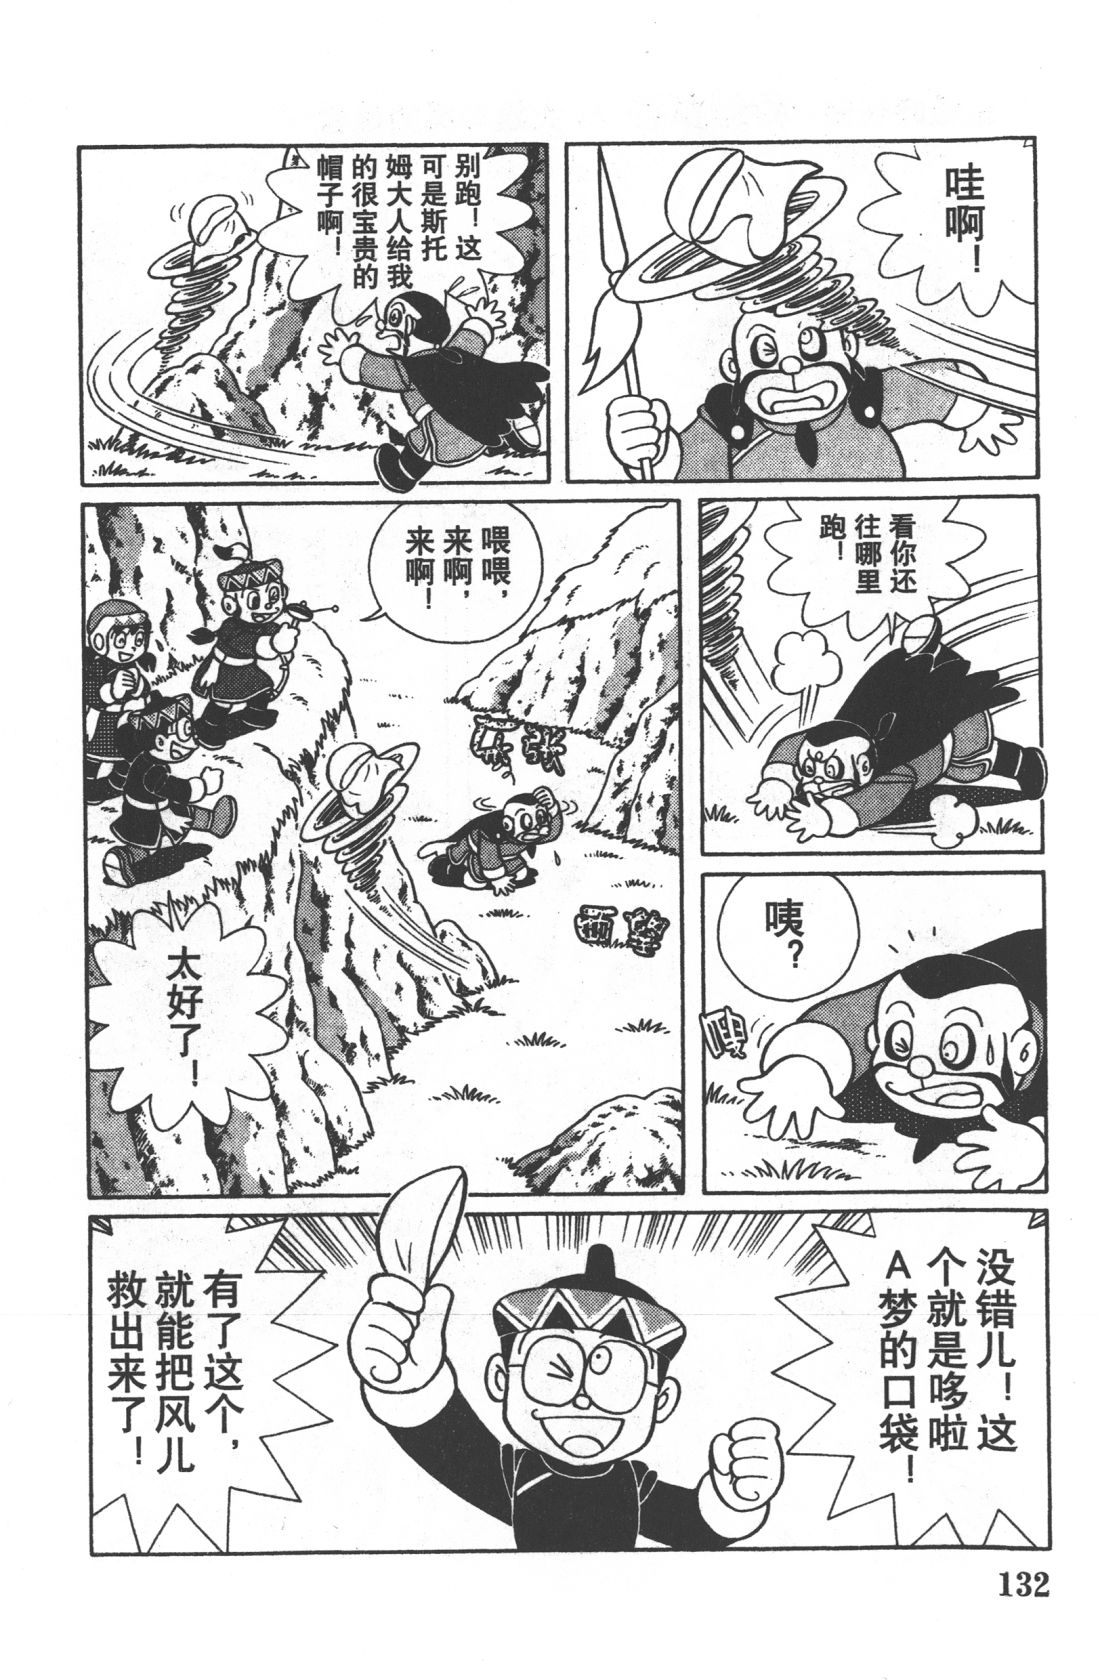 哇啊！
别跑！这
可是斯托
姆大人给我
的很宝贵的
帽子啊！
看你还
往哪里
跑！
咦？
嗖
喂喂，
来啊，
来啊！
张
望
太好了！
没错儿！这
个就是哆啦
A梦的口袋！
有了这个，
就能把风儿
救出来了！
132